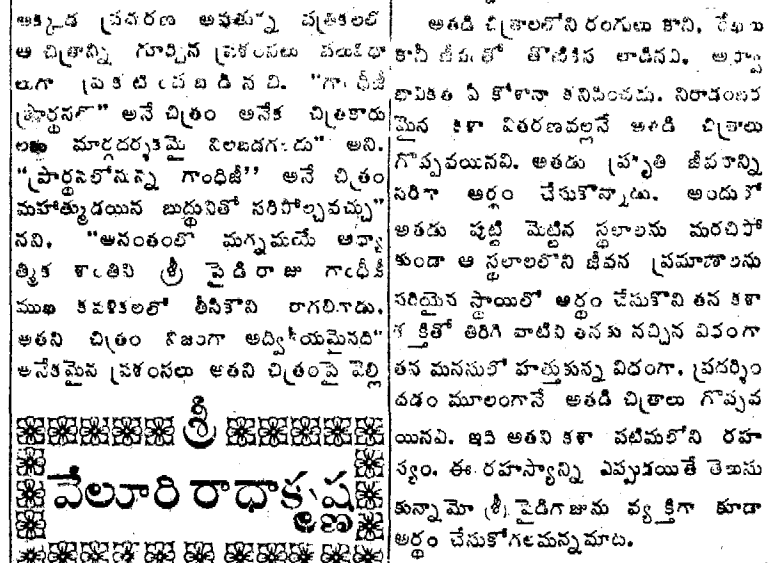 అక్కడ ప్రచురణ అవుతున్న పత్రికలలో
ఆ చిత్రాన్ని గూర్చిన ప్రశంసలు పలువిధా
లుగా ప్రకటించబడినవి. "గాంధీజీ
ప్రార్థనలో" అనే చిత్రం అనేక చిత్రకారు
లకు మార్గదర్శకమై నిలబడగలదు" అని.
"ప్రార్థనలోనున్న గాంధిజీ" అనే చిత్రం
మహాత్ముడయిన బుద్ధునితో సరిపోల్చవచ్చు"
నని. "అనంతంలో మగ్నమయే ఆధ్యా
త్మిక శాంతిని శ్రీ పైడిరాజు గాంధీకీ
ముఖ కవళికలలో తీసికొని రాగలిగాడు.
అతని చిత్రం నిజంగా అద్వితీయమైనది"
అనేకమైన ప్రశంసలు అతని చిత్రంపై వెల్లి
శ్రీ
వేలూరి రాధాకృష్ణ
అతడి చిత్రాలలోని రంగులు కాని, రేఖలు
కానీ జీవంతో తొణికిస లాడినవి. అస్వా
భావికత ఏ కోశానా కనిపించదు. నిరాడంబర
మైన కళా వితరణవల్లనే అతడి చిత్రాలు
గొప్పవయినవి. అతడు ప్రకృతి జీవనాన్ని
సరిగా అర్థం చేసుకొన్నాడు. అందుకో
అతడు పుట్టి మెట్టిన స్థలాలను మరచిపో
కుండా ఆ స్థలాలలోని జీవన ప్రమాణాలను
సరియైన స్థాయిలో అర్థం చేసుకొని తన కళా
శక్తితో తిరిగి వాటిని తనకు నచ్చిన విధంగా
తన మనసులో హత్తుకున్న విధంగా, ప్రదర్శిం
చడం మూలంగానే అతడి చిత్రాలు గొప్పవ
యినవి. ఇది అతని కళా పటిమలోని రహ
స్యం. ఈ రహస్యాన్ని ఎప్పుడయితే తెలుసు
కున్నామో శ్రీ పైడిరాజును వ్యక్తిగా కూడా
అర్థం చేసుకోగలమన్నమాట.